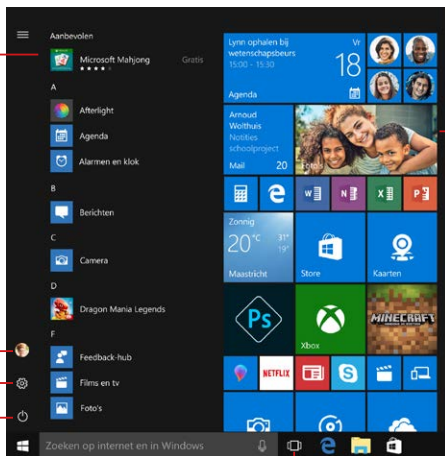 Aanbevolen
Microsoft Mahjong Gratis
A
Afterlight
Agenda
Alarmen en klok
B
Berichten
C
Camera
D
Dragon Mania Legends
F
Feedback-hub
Films en tv
Foto's
Zoeken op internet en in Windows
Lynn ophalen bij
wetenschapsbeurs
15:00 - 15:30
Vr
18
Agenda
Arnoud
Wolthuis
Notities
schoolproject
Mail 20
Foto's
Zonnig
20°C 31°
19°
Maastricht
Store
Kaarten
Ps
Xbox
MINECRAFT
NETFLIX